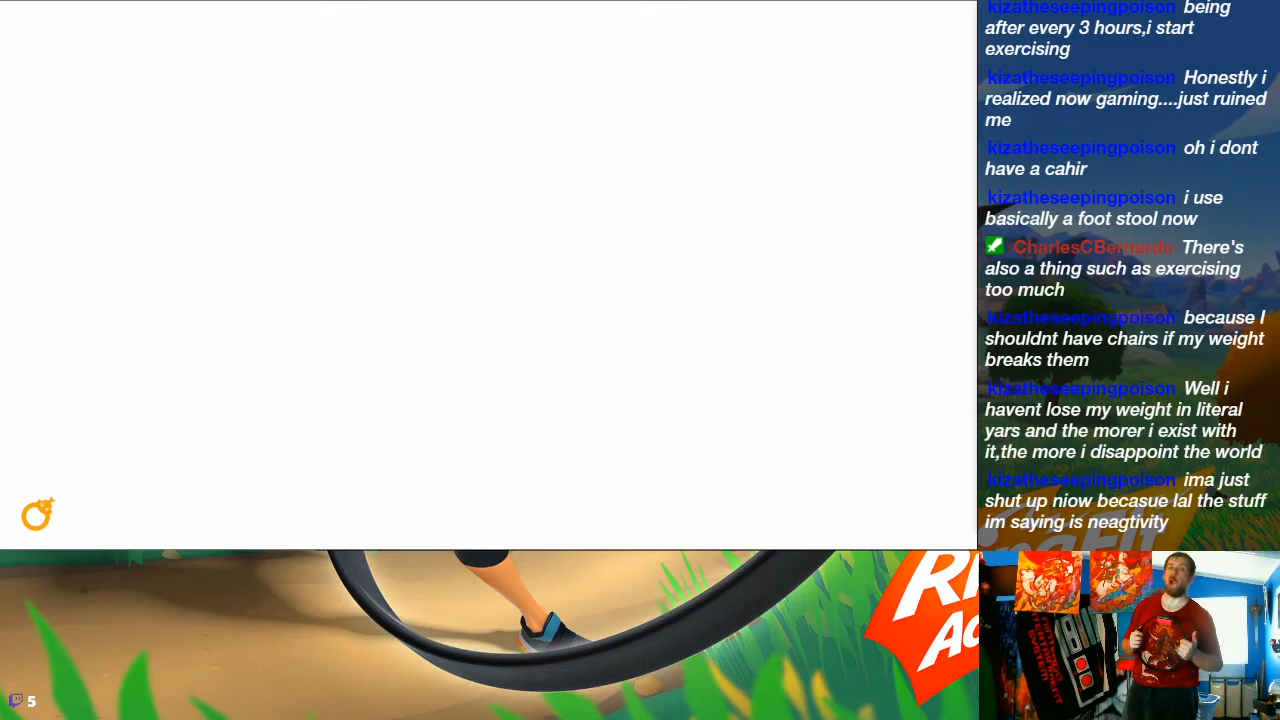 kizatheseepingpoison being
after every 3 hours,i start
exercising
kizatheseepingpoison Honestly i
realized now gaming....just ruined
me
kizatheseepingpoison oh i dont
have a cahir
kizatheseepingpoison i use
basically a foot stool now
CharlesCBernardo There's
also a thing such as exercising
too much
kizatheseepingpoison because I
shouldnt have chairs if my weight
breaks them
kizatheseepingpoison Well i
havent lose my weight in literal
yars and the morer i exist with
it,the more i disappoint the world
kizatheseepingpoison ima just
shut up niow becasue lal the stuff
im saying is neagtivity
5